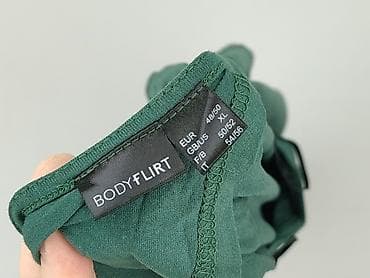 BODYFLIRT
EUR 48/50
GB/US XL
F/B 50/52
IT 54/56